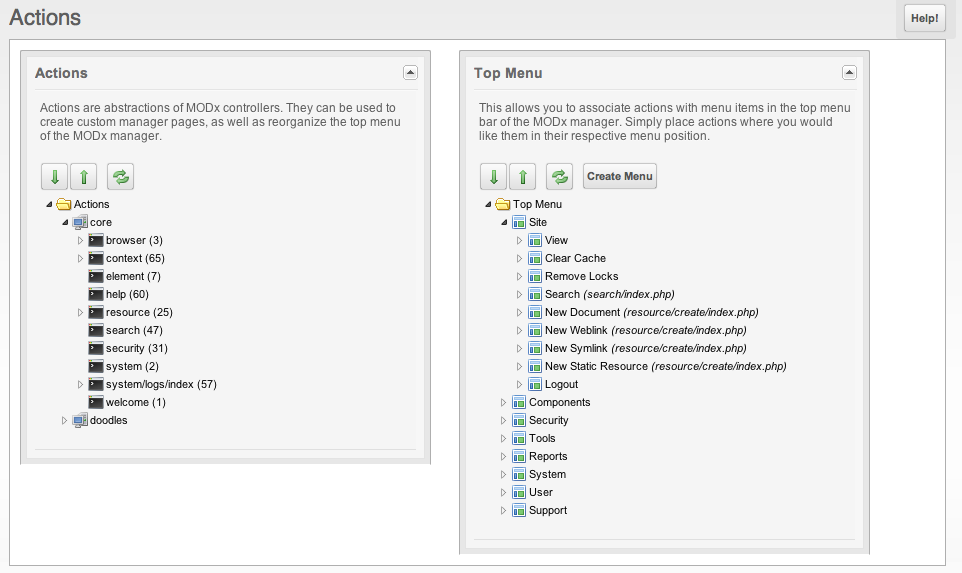 Actions
Help!
Actions
Actions are abstractions of MODx controllers. They can be used to
create custom manager pages, as well as reorganize the top menu
of the MODx manager.
Actions
core
browser (3)
context (65)
element (7)
help (60)
resource (25)
search (47)
security (31)
system (2)
system/logs/index (57)
welcome (1)
doodles
Top Menu
This allows you to associate actions with menu items in the top menu
bar of the MODx manager. Simply place actions where you would
like them in their respective menu position.
Create Menu
Top Menu
Site
View
Clear Cache
Remove Locks
Search (search/index.php)
New Document (resource/create/index.php)
New Weblink (resource/create/index.php)
New Symlink (resource/create/index.php)
New Static Resource (resource/create/index.php)
Logout
Components
Security
Tools
Reports
System
User
Support